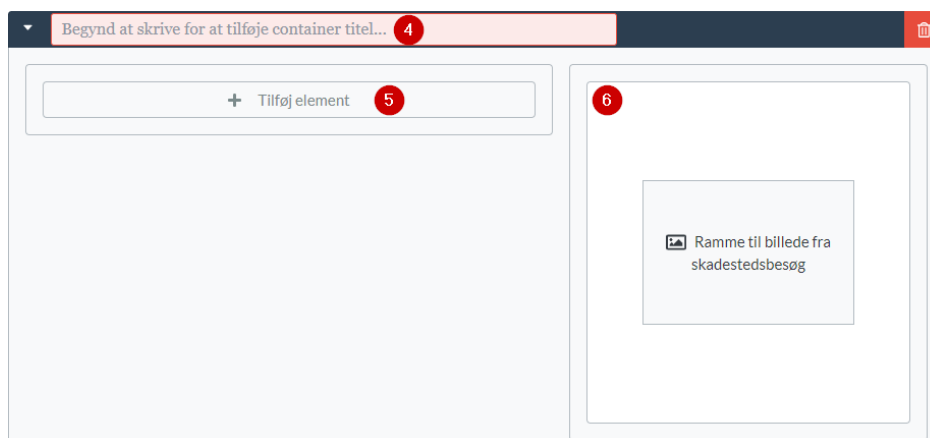 Begynd at skrive for at tilføje container titel... 4
+ Tilføj element 5
6
Ramme til billede fra
skadestedsbesøg